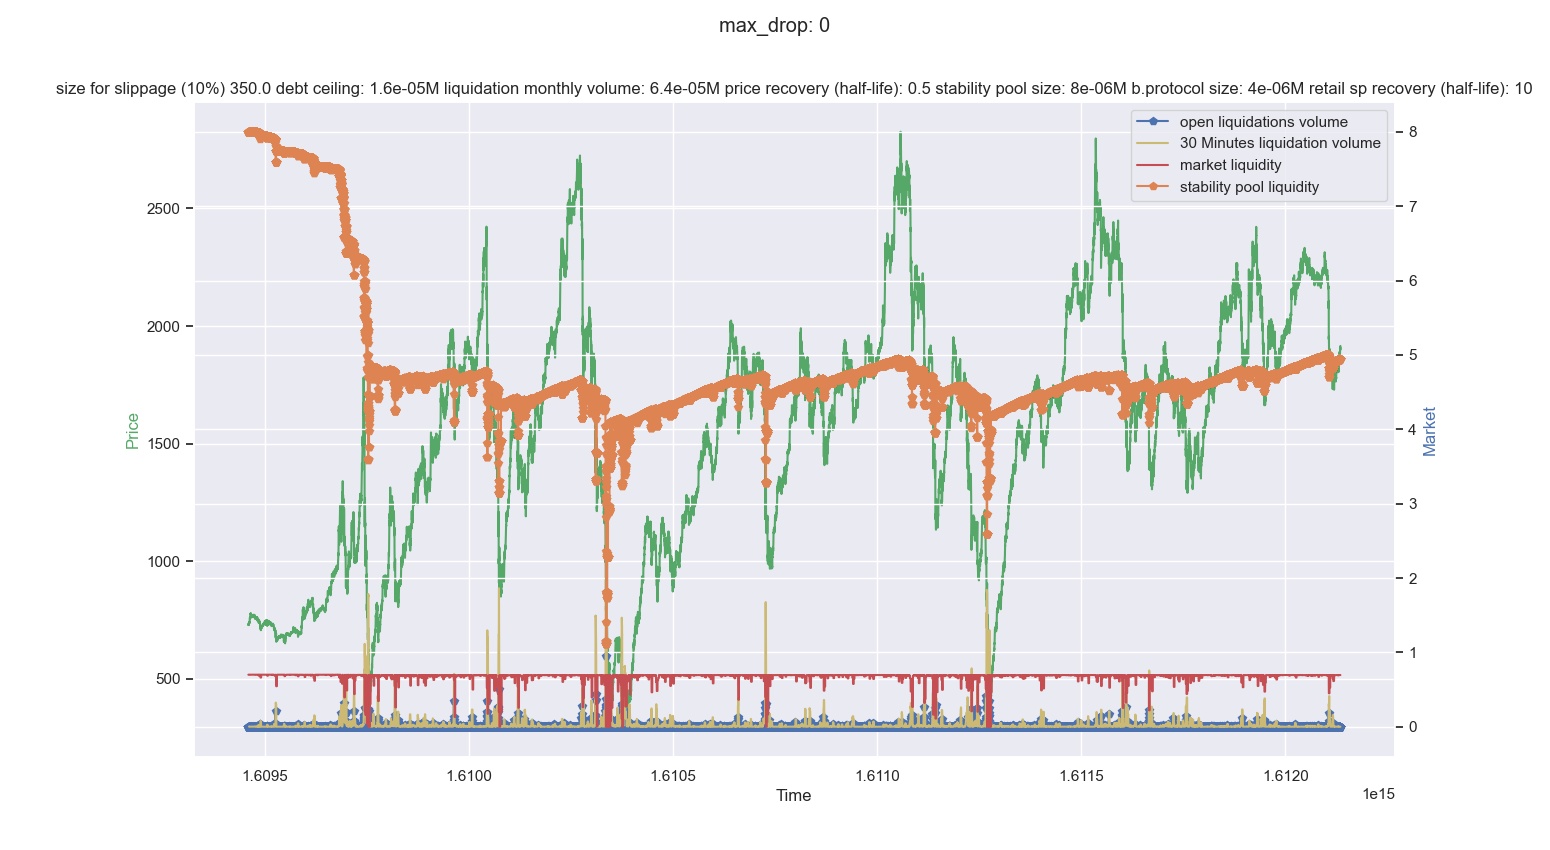 max_drop: 0
size for slippage (10%) 350.0 debt ceiling: 1.6e-05M liquidation monthly volume: 6.4e-05M price recovery (half-life): 0.5 stability pool size: 8e-06M b.protocol size: 4e-06M retail sp recovery (half-life): 10
open liquidations volume
30 Minutes liquidation volume
market liquidity
stability pool liquidity
2500
2000
1500
1000
500
Price
8
7
6
5
4
3
2
1
0
Market
1.6095 1.6100 1.6105 1.6110 1.6115 1.6120
Time
1e15